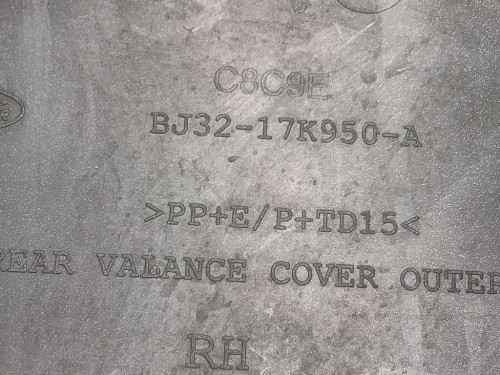 C8C9E
BJ32-17K950-A
>PP+E/P+TD15<
REAR VALANCE COVER OUTER
RH